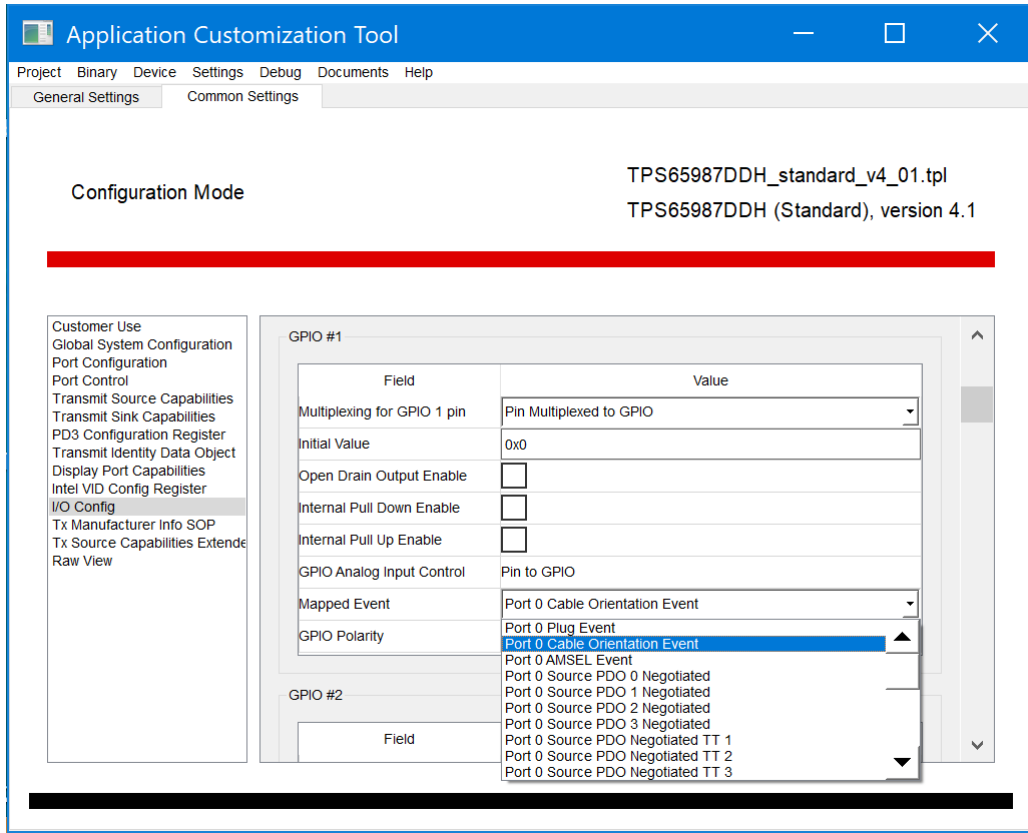 Application Customization Tool
Project Binary Device Settings Debug Documents Help
General Settings Common Settings
Configuration Mode
TPS65987DDH_standard_v4_01.tpl
TPS65987DDH (Standard), version 4.1
Customer Use
Global System Configuration
Port Configuration
Port Control
Transmit Source Capabilities
Transmit Sink Capabilities
PD3 Configuration Register
Transmit Identity Data Object
Display Port Capabilities
Intel VID Config Register
I/O Config
Tx Manufacturer Info SOP
Tx Source Capabilities Extende
Raw View
GPIO #1
Field Value
Multiplexing for GPIO 1 pin Pin Multiplexed to GPIO
Initial Value 0x0
Open Drain Output Enable
Internal Pull Down Enable
Internal Pull Up Enable
GPIO Analog Input Control Pin to GPIO
Mapped Event Port 0 Cable Orientation Event
GPIO Polarity
Port 0 Plug Event
Port 0 Cable Orientation Event
Port 0 AMSEL Event
Port 0 Source PDO 0 Negotiated
Port 0 Source PDO 1 Negotiated
Port 0 Source PDO 2 Negotiated
Port 0 Source PDO 3 Negotiated
Port 0 Source PDO Negotiated TT 1
Port 0 Source PDO Negotiated TT 2
Port 0 Source PDO Negotiated TT 3
GPIO #2
Field